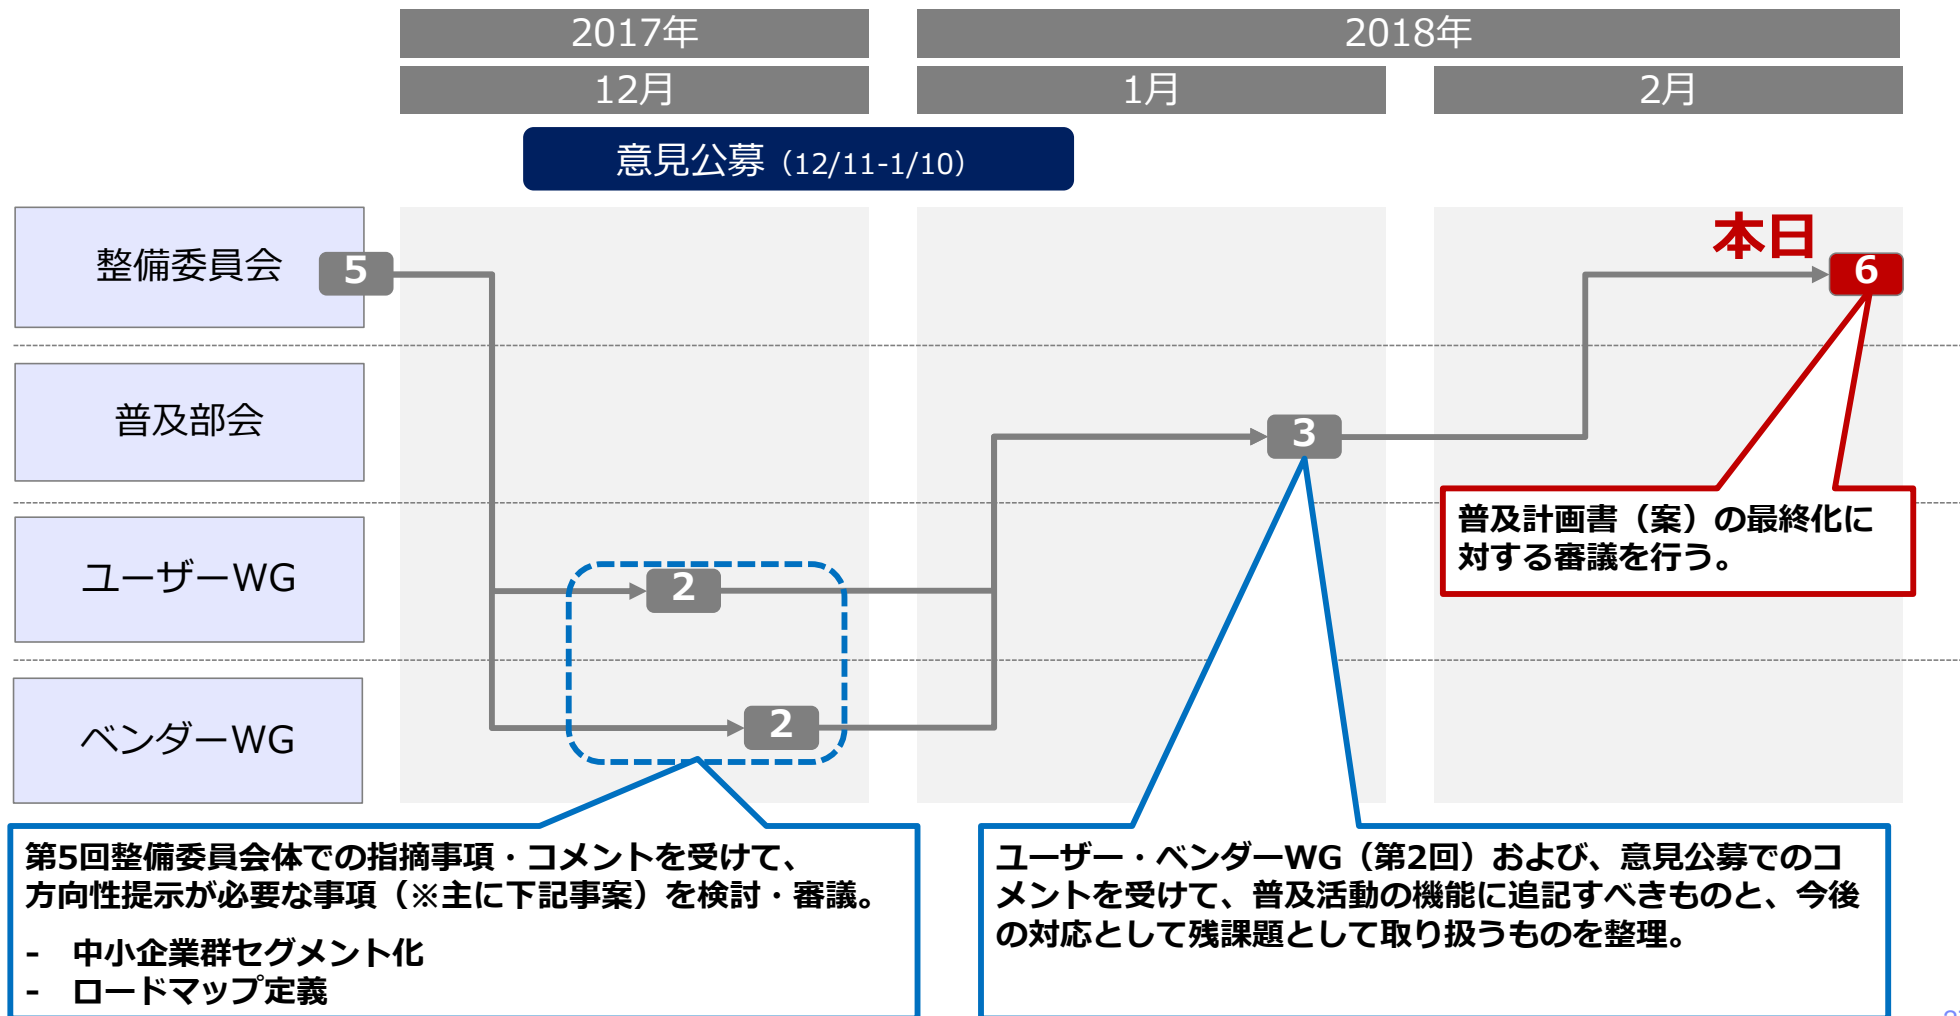 2017年
2018年
12月
1月
2月
意見公募（12/11-1/10）
整備委員会
5
本日
6
普及部会
3
普及計画書（案）の最終化に
対する審議を行う。
ユーザーWG
2
ベンダーWG
2
第5回整備委員会体での指摘事項・コメントを受けて、
方向性提示が必要な事項（※主に下記事案）を検討・審議。
- 中小企業群セグメント化
- ロードマップ定義
ユーザー・ベンダーWG（第2回）および、意見公募でのコ
メントを受けて、普及活動の機能に追記すべきものと、今後
の対応として残課題として取り扱うものを整理。